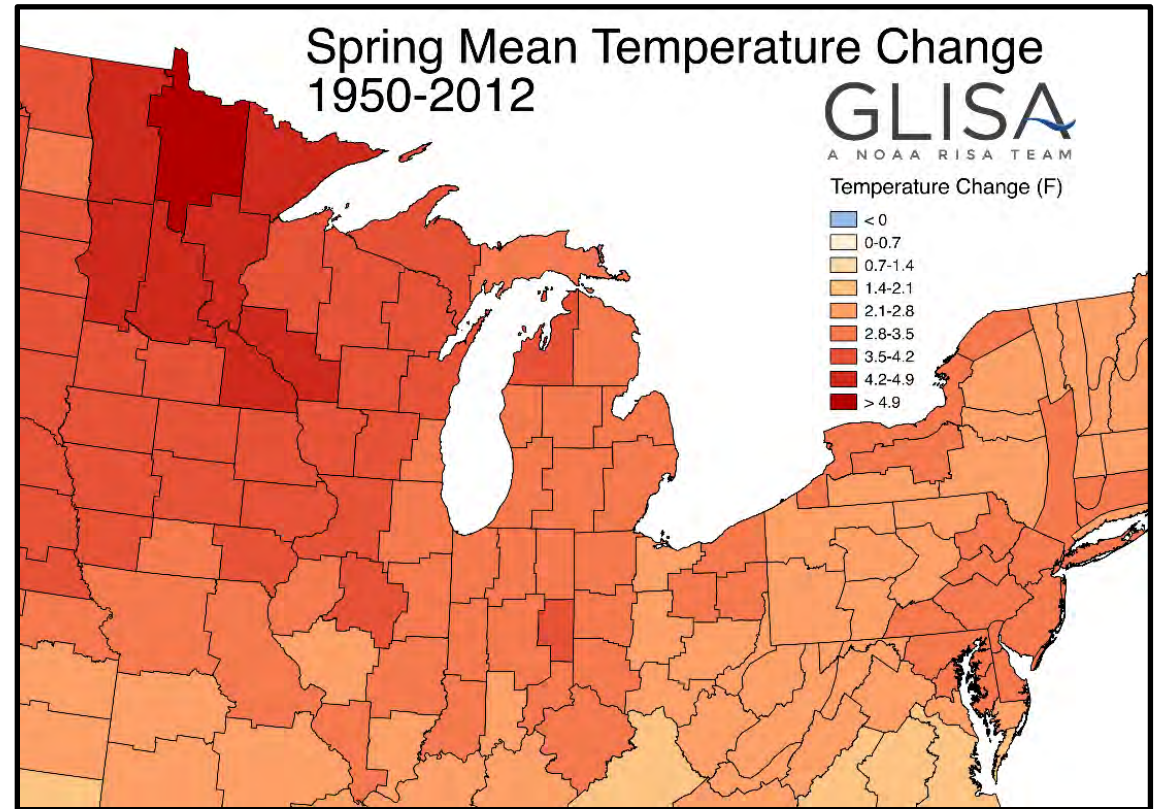 Spring Mean Temperature Change
1950-2012
GLISA
A NOAA RISA TEAM
Temperature Change (F)
< 0
0-0.7
0.7-1.4
1.4-2.1
2.1-2.8
2.8-3.5
3.5-4.2
4.2-4.9
> 4.9